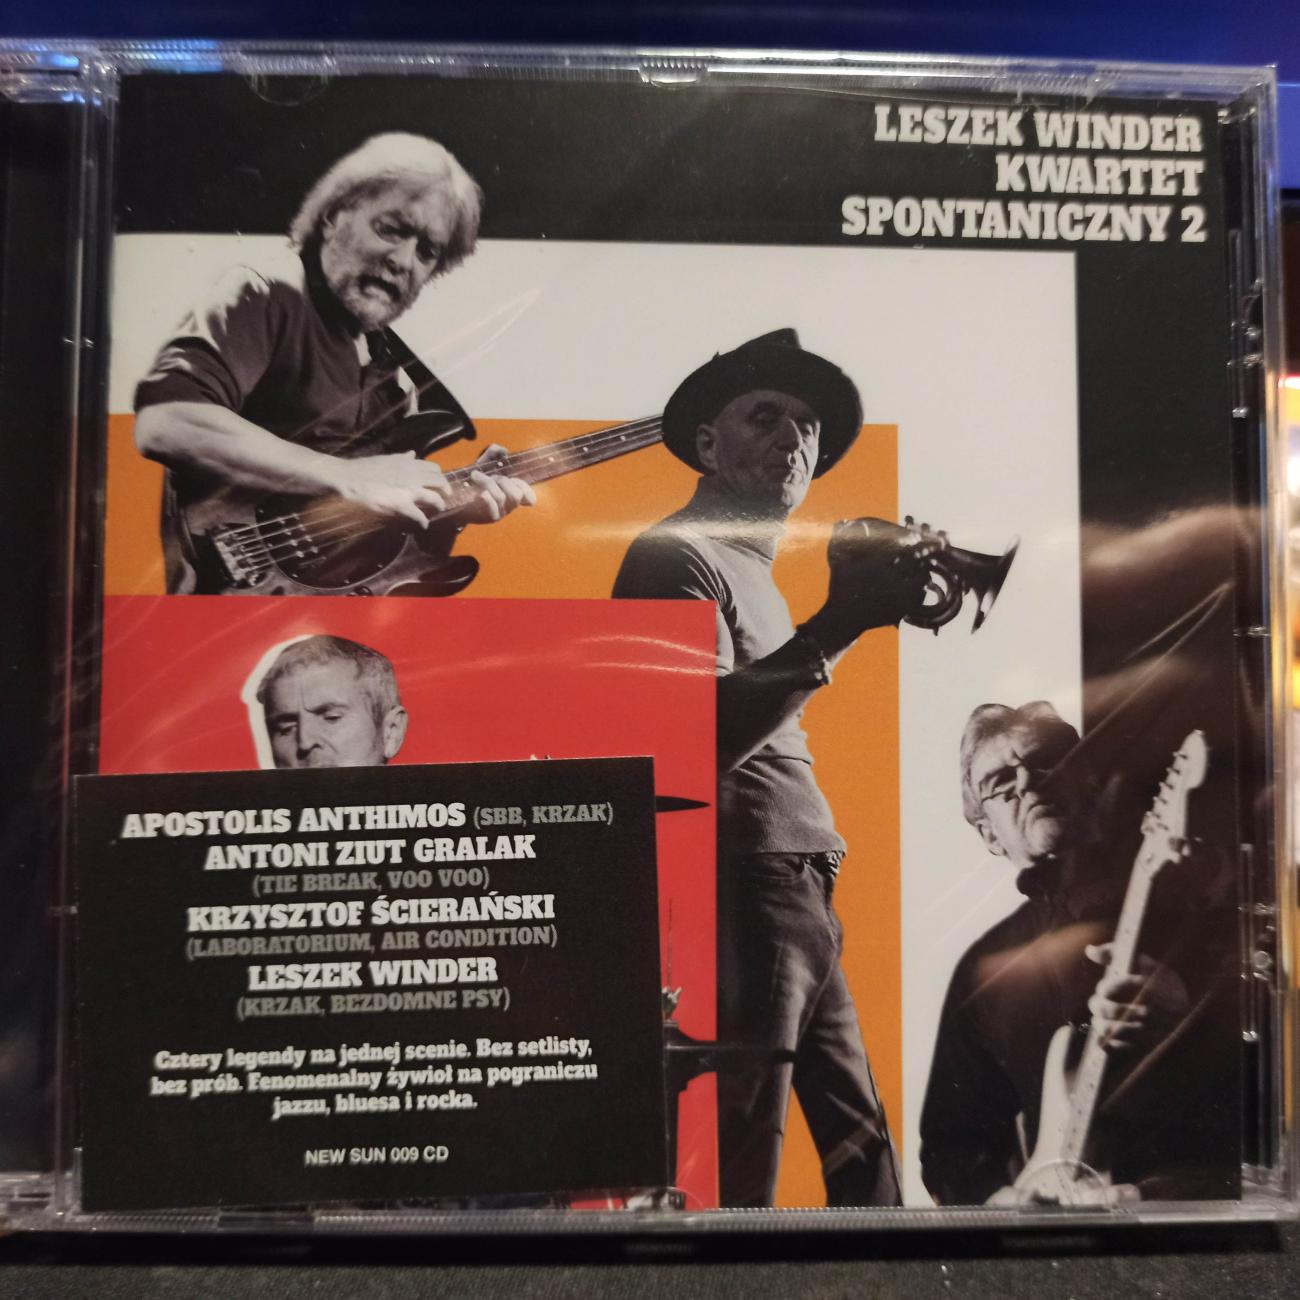 LESZEK WINDER
KWARTET
SPONTANICZNY 2
APOSTOLIS ANTHIMOS (SBB, KRZAK)
ANTONI ZIUT GRALAK
(TIE BREAK, VOO VOO)
KRZYSZTOF ŚCIERAŃSKI
(LABORATORIUM, AIR CONDITION)
LESZEK WINDER
(KRZAK, BEZDOMNE PSY)
Cztery legendy na jednej scenie. Bez setlisty,
bez prób. Fenomenalny żywioł na pograniczu
jazzu, bluesa i rocka.
NEW SUN 009 CD